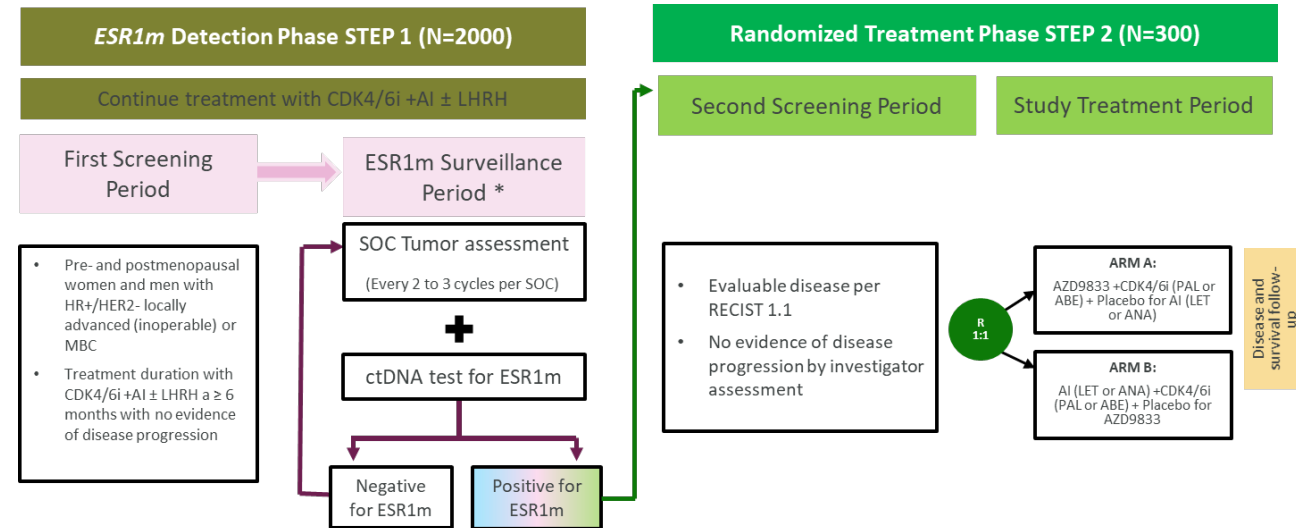 ESR1m Detection Phase STEP 1 (N=2000)
Continue treatment with CDK4/6i +AI ± LHRH
First Screening
Period
ESR1m Surveillance
Period *
• Pre- and postmenopausal
women and men with
HR+/HER2- locally
advanced (inoperable) or
MBC
• Treatment duration with
CDK4/6i +AI ± LHRH a ≥ 6
months with no evidence
of disease progression
SOC Tumor assessment
(Every 2 to 3 cycles per SOC)
+
ctDNA test for ESR1m
Negative
for ESR1m
Positive for
ESR1m
Randomized Treatment Phase STEP 2 (N=300)
Second Screening Period
Study Treatment Period
• Evaluable disease per
RECIST 1.1
• No evidence of disease
progression by investigator
assessment
R
1:1
ARM A:
AZD9833 +CDK4/6i (PAL or
ABE) + Placebo for AI (LET
or ANA)
ARM B:
AI (LET or ANA) +CDK4/6i
(PAL or ABE) + Placebo for
AZD9833
Disease and
survival follow-
up